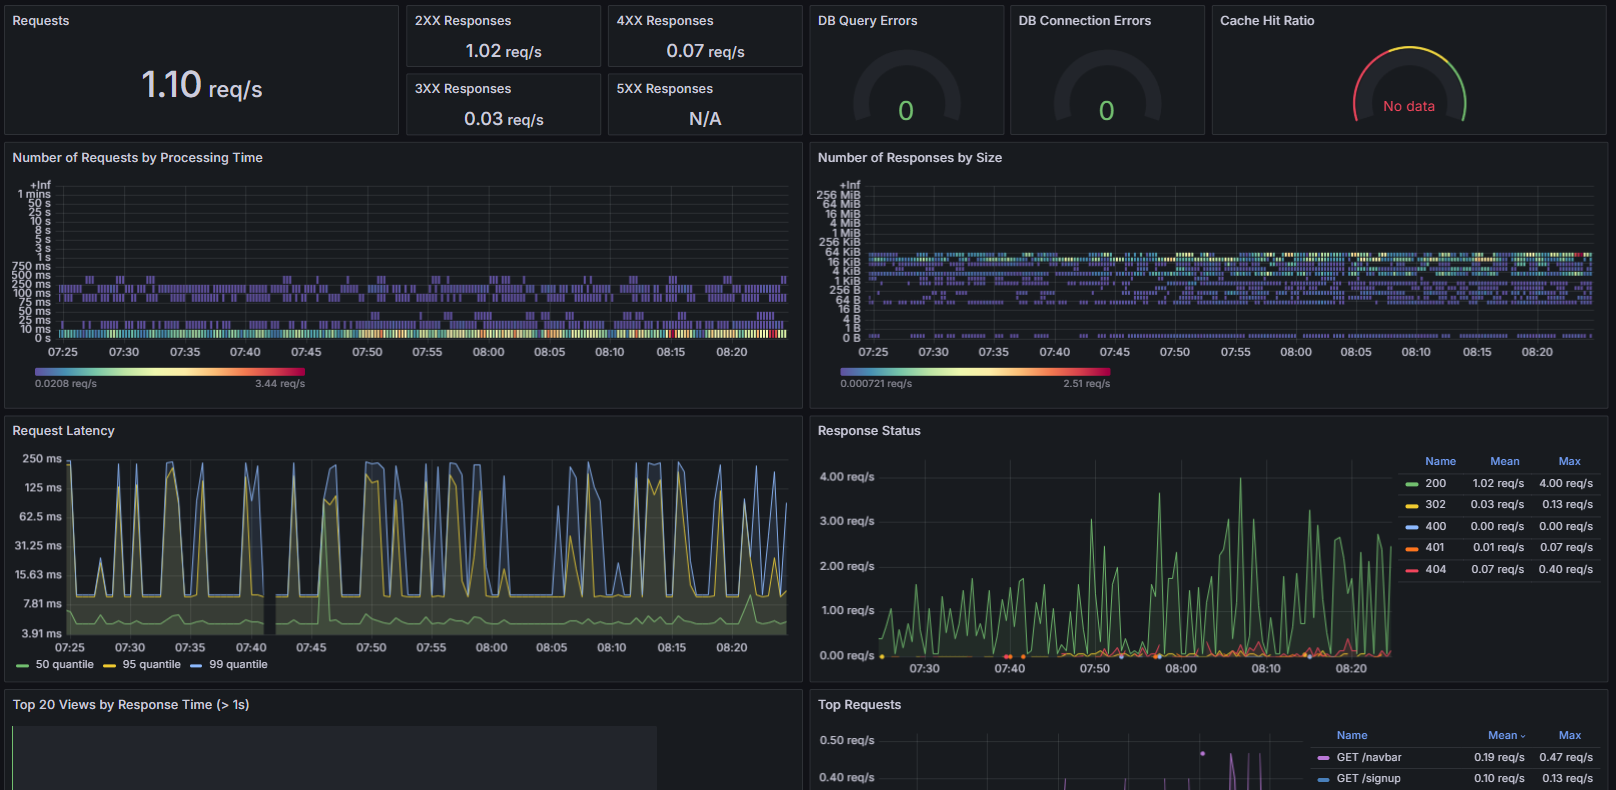 Requests
1.10 req/s
2XX Responses
1.02 req/s
4XX Responses
0.07 req/s
3XX Responses
0.03 req/s
5XX Responses
N/A
DB Query Errors
0
DB Connection Errors
0
Cache Hit Ratio
No data
Number of Requests by Processing Time
+Inf
1 mins
50 s
25 s
10 s
8 s
5 s
3 s
1 s
750 ms
500 ms
250 ms
100 ms
75 ms
50 ms
25 ms
10 ms
0 s
07:25 07:30 07:35 07:40 07:45 07:50 07:55 08:00 08:05 08:10 08:15 08:20
0.0208 req/s 3.44 req/s
Number of Responses by Size
+Inf
256 MiB
64 MiB
16 MiB
4 MiB
1 MiB
256 KiB
64 KiB
16 KiB
4 KiB
1 KiB
256 B
64 B
16 B
4 B
1 B
0 B
07:25 07:30 07:35 07:40 07:45 07:50 07:55 08:00 08:05 08:10 08:15 08:20
0.000721 req/s 2.51 req/s
Request Latency
250 ms
125 ms
62.5 ms
31.25 ms
15.63 ms
7.81 ms
3.91 ms
07:25 07:30 07:35 07:40 07:45 07:50 07:55 08:00 08:05 08:10 08:15 08:20
50 quantile 95 quantile 99 quantile
Response Status
4.00 req/s
3.00 req/s
2.00 req/s
1.00 req/s
0.00 req/s
07:30 07:40 07:50 08:00 08:10 08:20
Name Mean Max
200 1.02 req/s 4.00 req/s
302 0.03 req/s 0.13 req/s
400 0.00 req/s 0.00 req/s
401 0.01 req/s 0.07 req/s
404 0.07 req/s 0.40 req/s
Top 20 Views by Response Time (> 1s)
Top Requests
0.50 req/s
0.40 req/s
Name Mean Max
GET /navbar 0.19 req/s 0.47 req/s
GET /signup 0.10 req/s 0.13 req/s